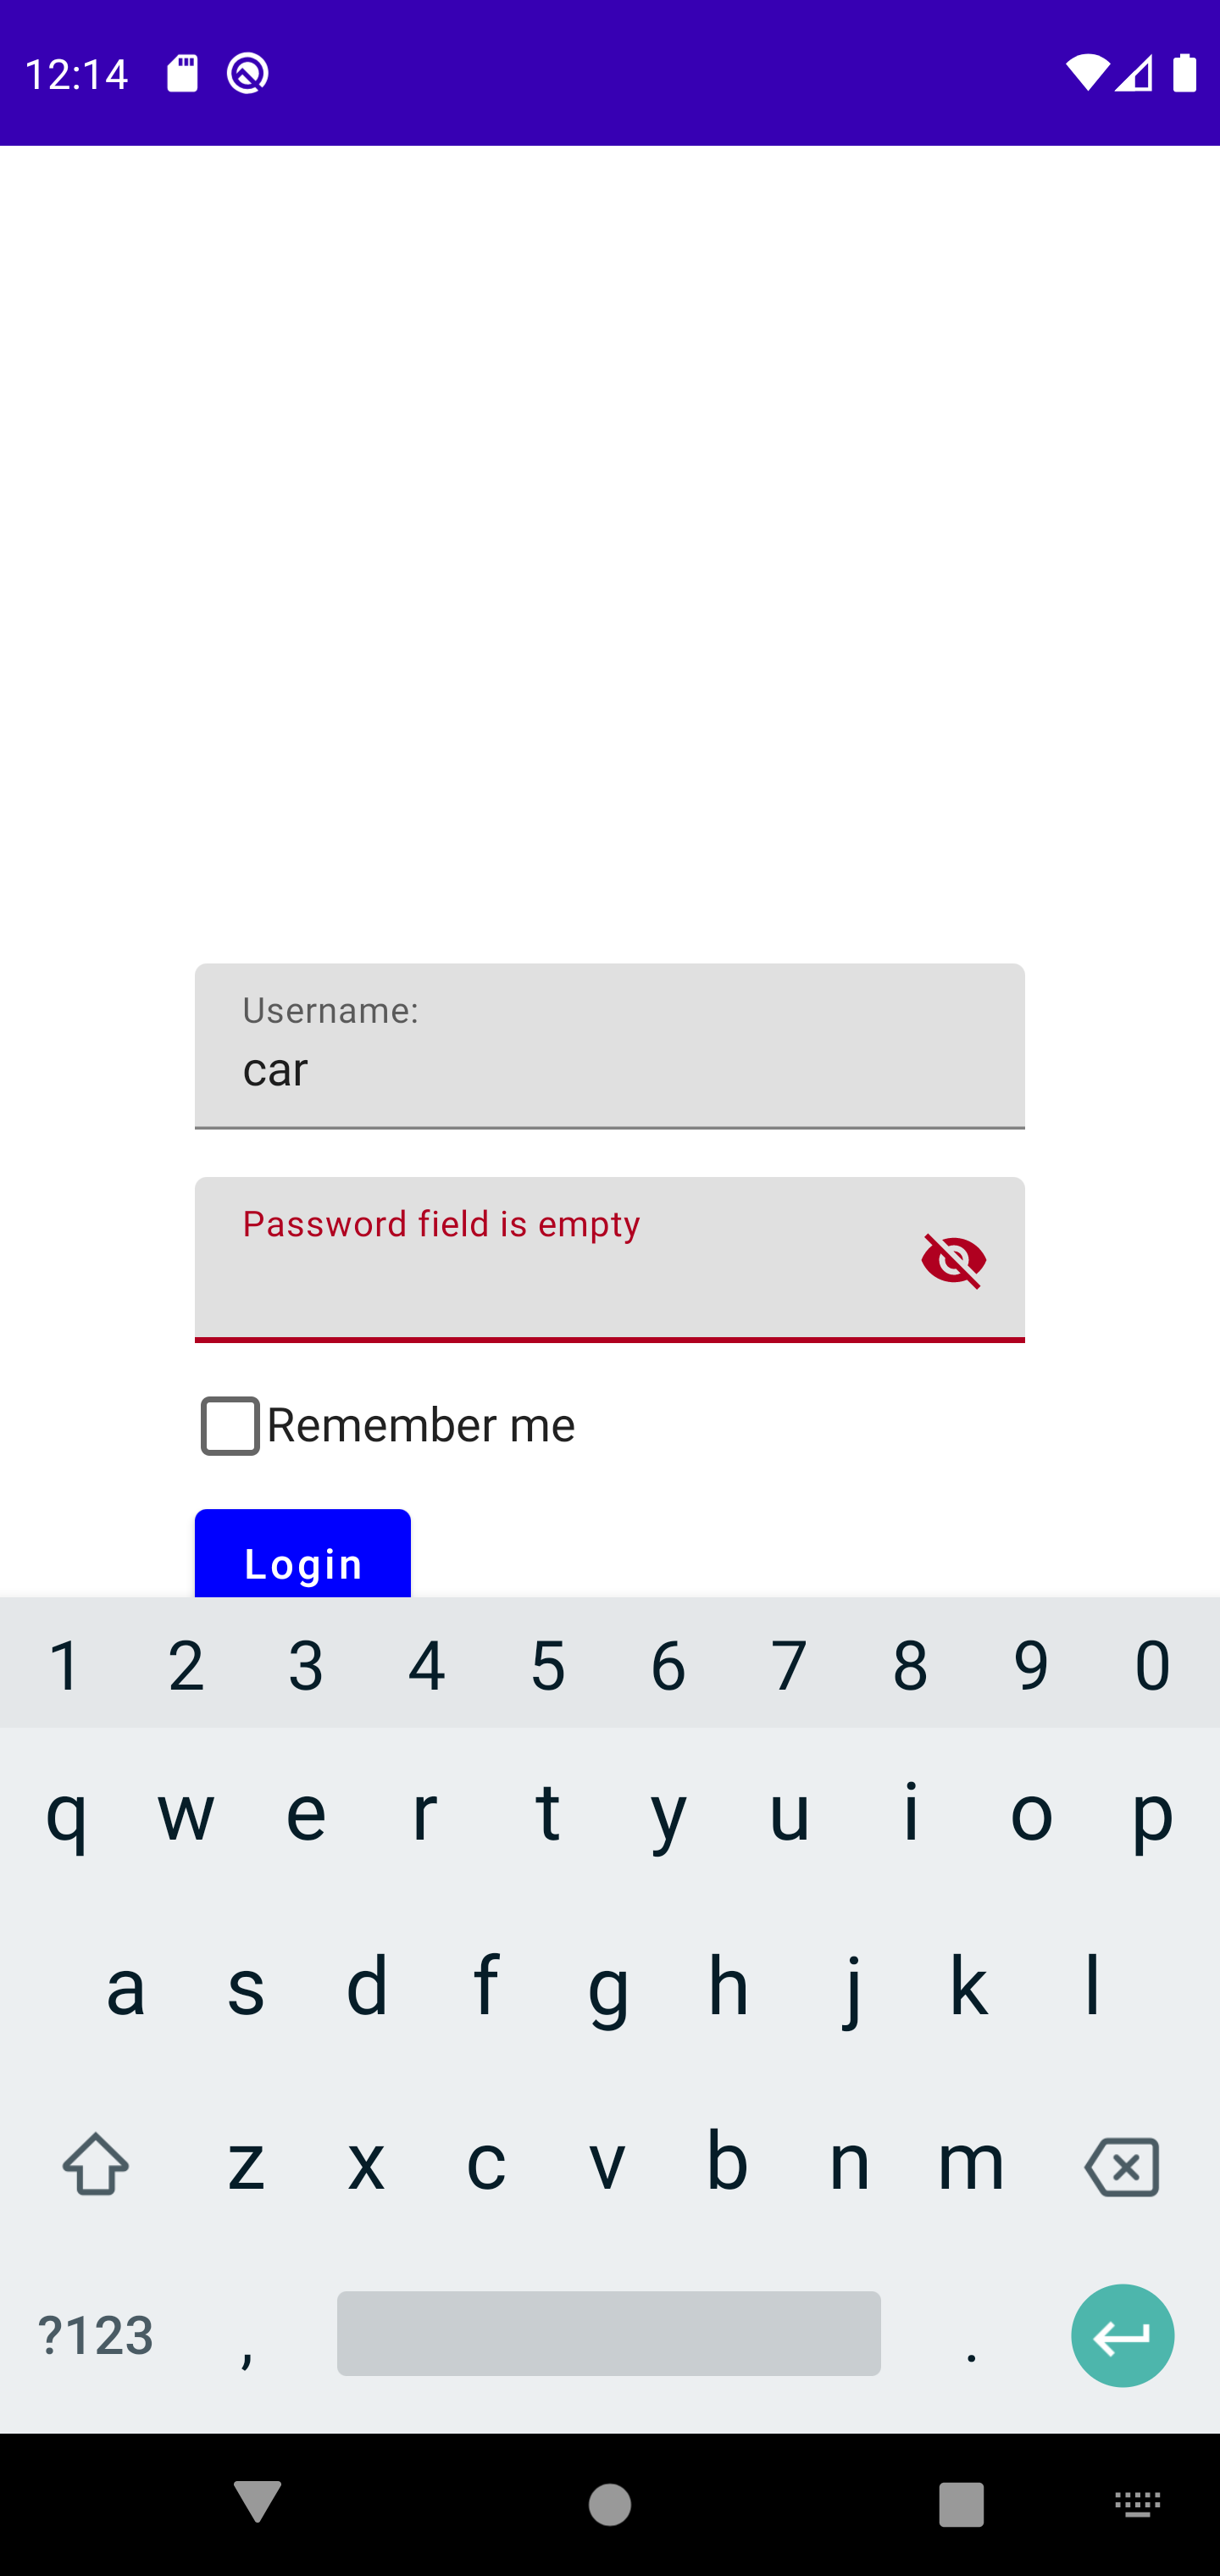 12:14
Username:
car
Password field is empty
Remember me
Login
1 2 3 4 5 6 7 8 9 0
q w e r t y u i o p
a s d f g h j k l
z x c v b n m
?123 , .